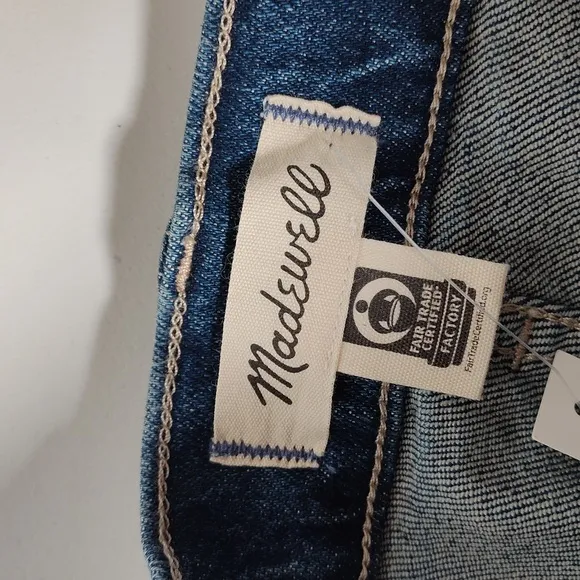 Madewell
FAIR TRADE
CERTIFIED
FACTORY
FairTradeCertified.org